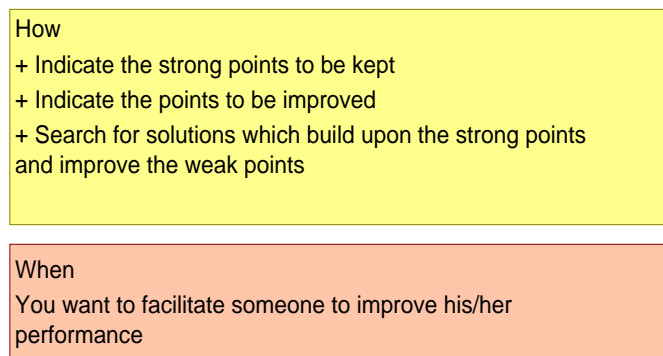 How
+ Indicate the strong points to be kept
+ Indicate the points to be improved
+ Search for solutions which build upon the strong points
and improve the weak points
When
You want to facilitate someone to improve his/her
performance